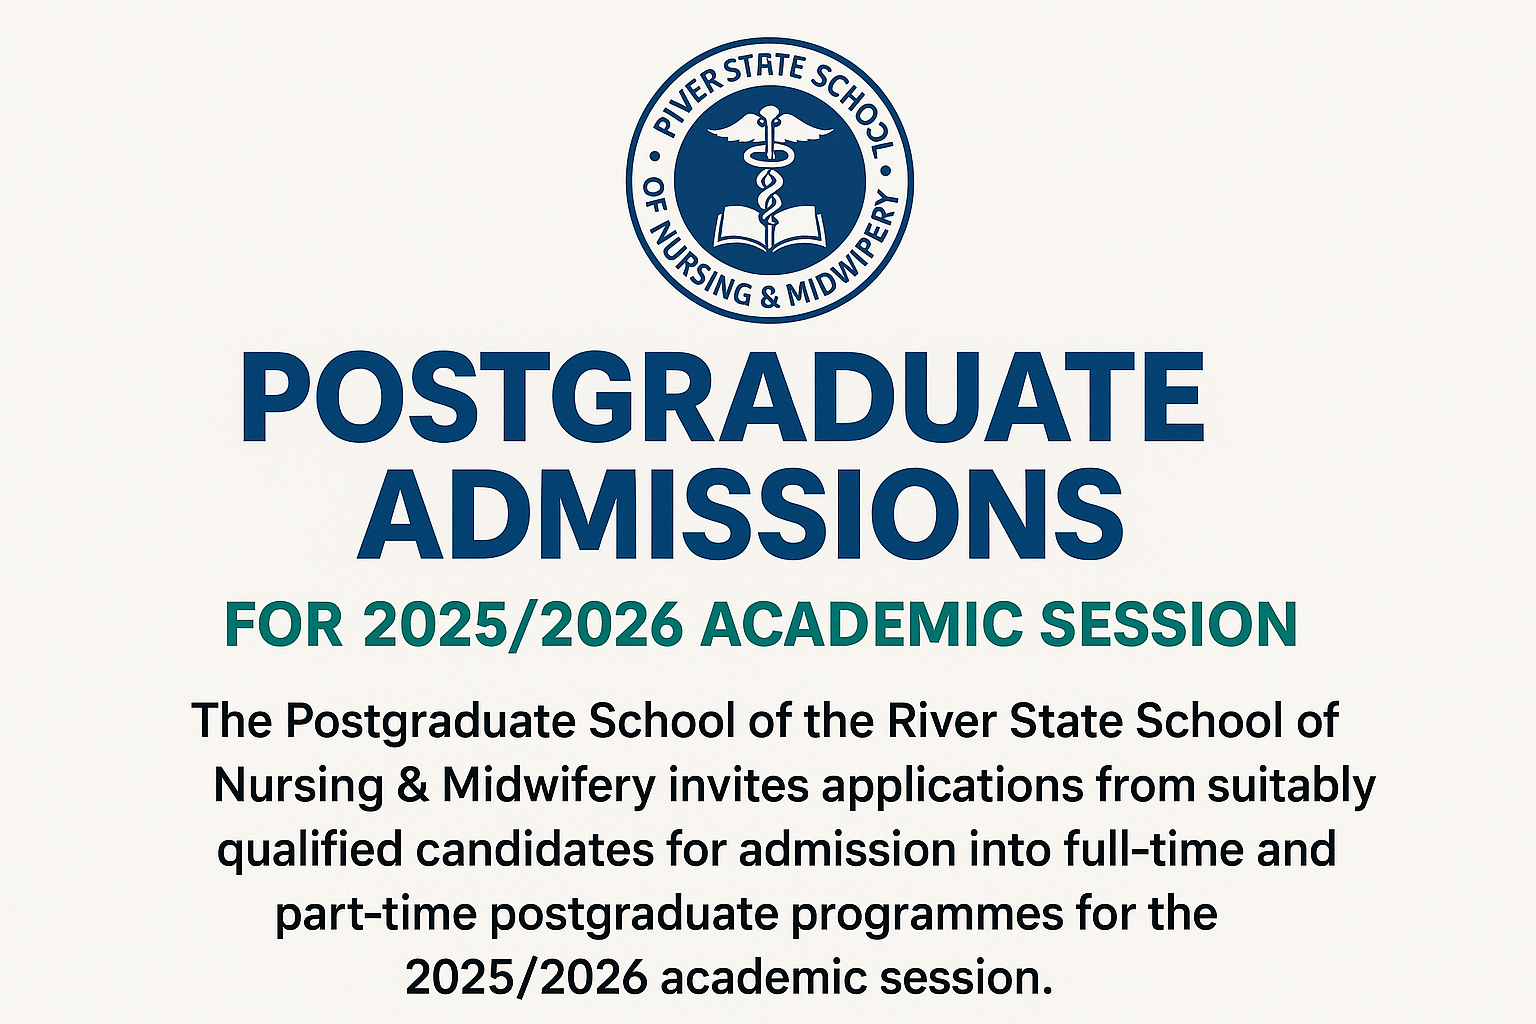 PIVER STATE SCHOOL
OF NURSING & MIDWIPERY
POSTGRADUATE
ADMISSIONS
FOR 2025/2026 ACADEMIC SESSION
The Postgraduate School of the River State School of
Nursing & Midwifery invites applications from suitably
qualified candidates for admission into full-time and
part-time postgraduate programmes for the
2025/2026 academic session.